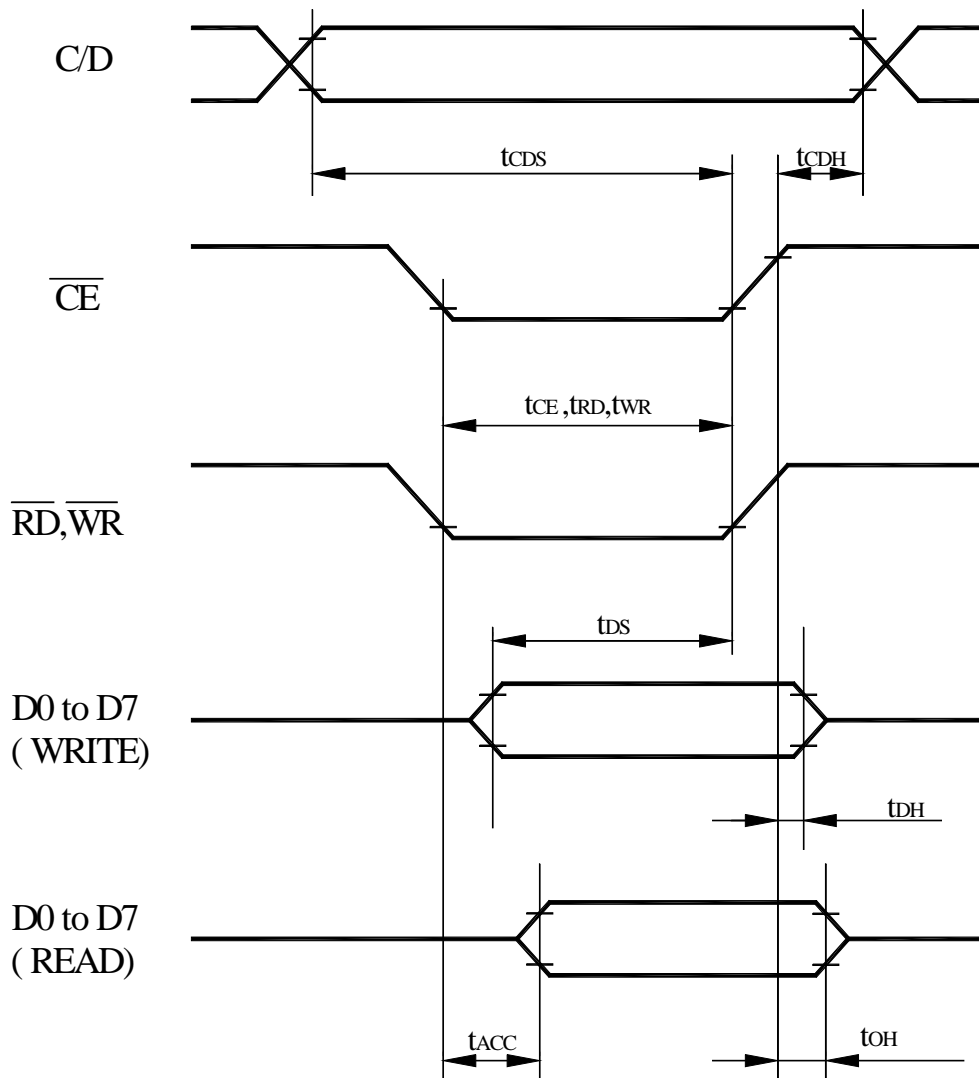 C/D
tCDS
tCDH
CE
tCE ,tRD,tWR
RD,WR
tDS
D0 to D7
( WRITE)
tDH
D0 to D7
( READ)
tACC
tOH